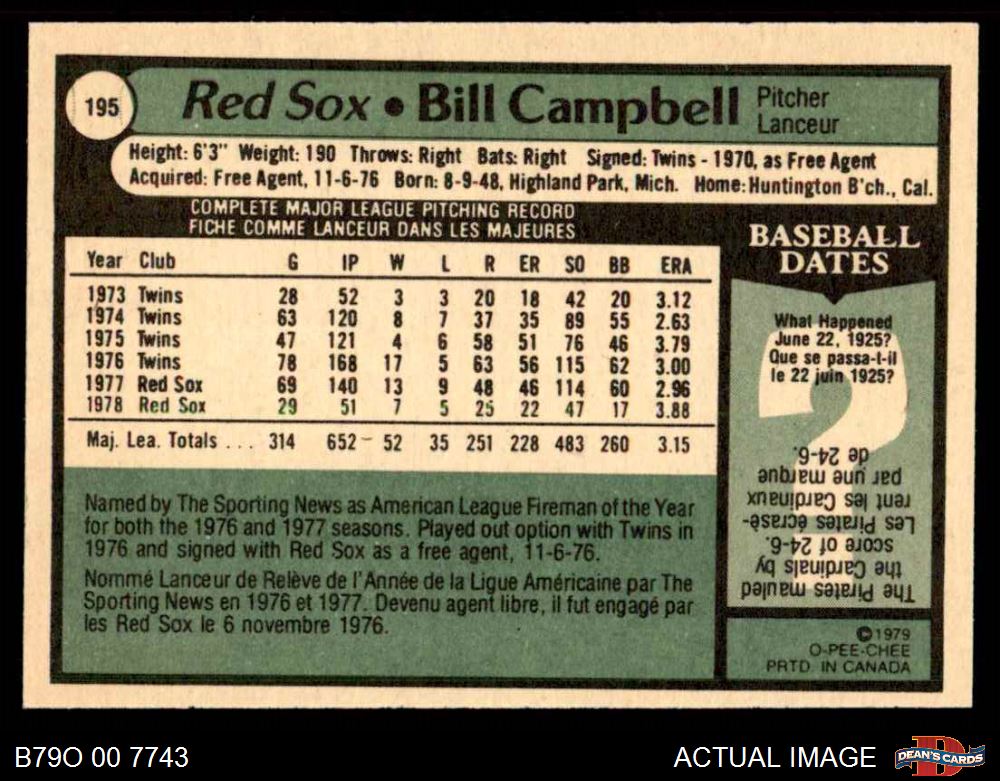 195
Red Sox • Bill Campbell
Pitcher
Lanceur
Height: 6'3" Weight: 190 Throws: Right Bats: Right Signed: Twins - 1970, as Free Agent
Acquired: Free Agent, 11-6-76 Born: 8-9-48, Highland Park, Mich. Home: Huntington B'ch., Cal.
COMPLETE MAJOR LEAGUE PITCHING RECORD
FICHE COMME LANCEUR DANS LES MAJEURES
Year Club G IP W L R ER SO BB ERA
1973 Twins 28 52 3 3 20 18 42 20 3.12
1974 Twins 63 120 8 7 37 35 89 55 2.63
1975 Twins 47 121 4 6 58 51 76 46 3.79
1976 Twins 78 168 17 5 63 56 115 62 3.00
1977 Red Sox 69 140 13 9 48 46 114 60 2.96
1978 Red Sox 29 51 7 5 25 22 47 17 3.88
Maj. Lea. Totals ... 314 652 52 35 251 228 483 260 3.15
Named by The Sporting News as American League Fireman of the Year
for both the 1976 and 1977 seasons. Played out option with Twins in
1976 and signed with Red Sox as a free agent, 11-6-76.
Nommé Lanceur de Relève de l'Année de la Ligue Américaine par The
Sporting News en 1976 et 1977. Devenu agent libre, il fut engagé par
les Red Sox le 6 novembre 1976.
BASEBALL
DATES
What Happened
June 22, 1925?
Que se passa-t-il
le 22 juin 1925?
The Pirates mauled
the Cardinals by
score of 24-6.
Les Pirates écrasè-
rent les Cardinaux
par une marque
de 24-6.
©1979
O-PEE-CHEE
PRTD IN CANADA
B79O 00 7743
ACTUAL IMAGE
DEAN'S CARDS